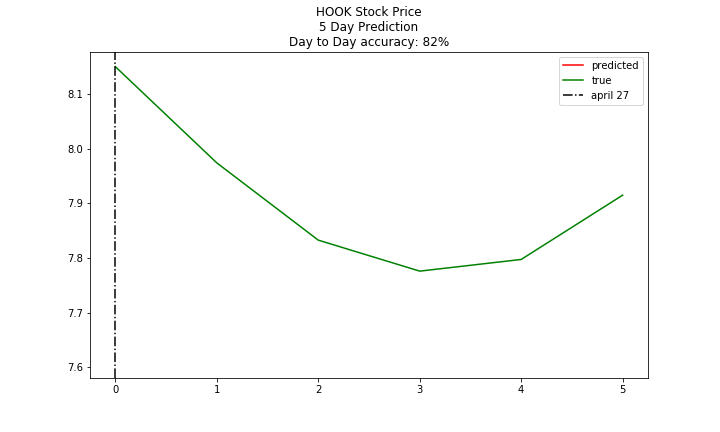 HOOK Stock Price
5 Day Prediction
Day to Day accuracy: 82%
predicted
true
april 27
8.1
8.0
7.9
7.8
7.7
7.6
0 1 2 3 4 5